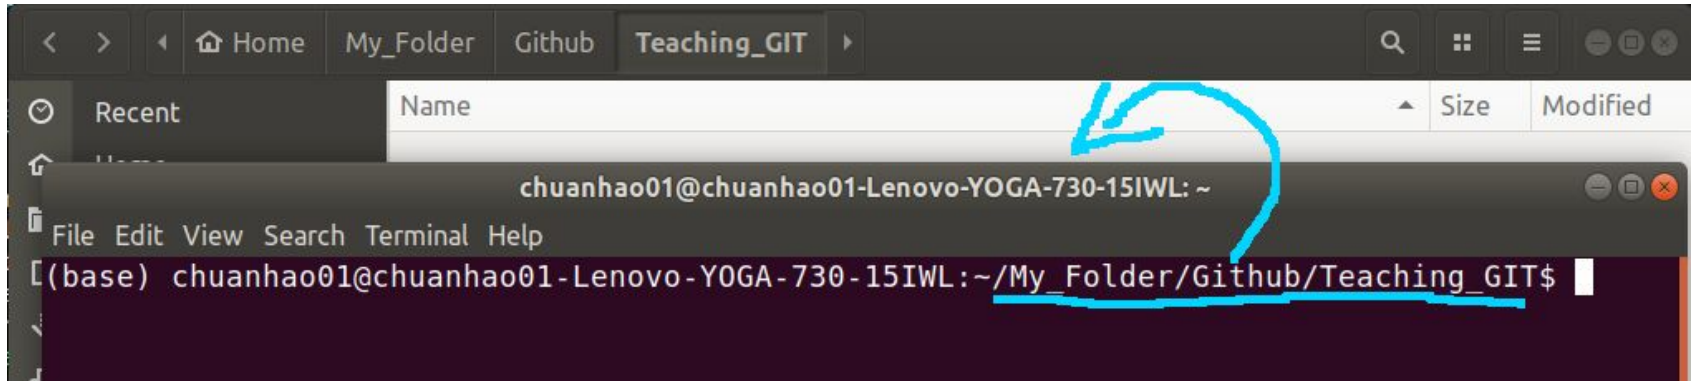 Home My_Folder Github Teaching_GIT
Recent Name Size Modified
chuanhao01@chuanhao01-Lenovo-YOGA-730-15IWL: ~
File Edit View Search Terminal Help
(base) chuanhao01@chuanhao01-Lenovo-YOGA-730-15IWL:~/My_Folder/Github/Teaching_GIT$